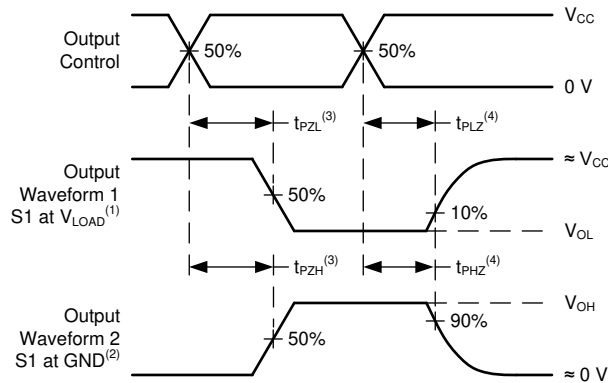 V_CC
Output
Control
50%
50%
0 V
t_PZL^(3)
t_PLZ^(4)
Output
Waveform 1
S1 at V_LOAD^(1)
≈ V_CC
50%
10%
V_OL
t_PZH^(3)
t_PHZ^(4)
Output
Waveform 2
S1 at GND^(2)
V_OH
50%
90%
≈ 0 V